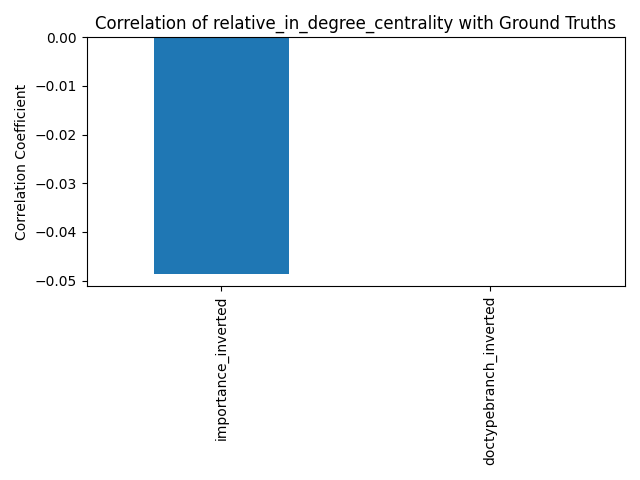 Correlation of relative_in_degree_centrality with Ground Truths
Correlation Coefficient
0.00
−0.01
−0.02
−0.03
−0.04
−0.05
importance_inverted
doctypebranch_inverted